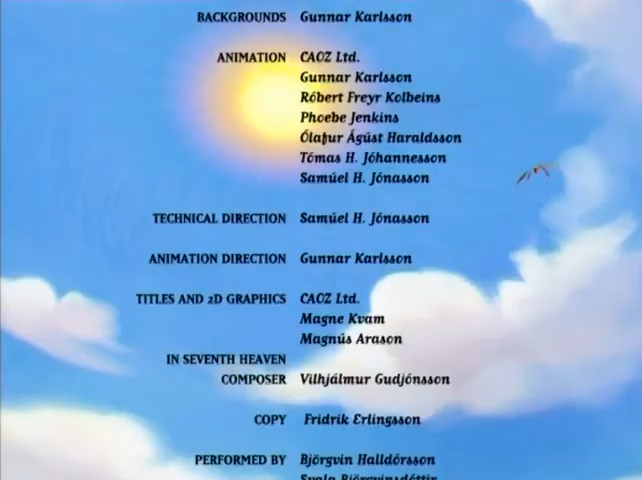 BACKGROUNDS Gunnar Karlsson
ANIMATION CAOZ Ltd.
Gunnar Karlsson
Róbert Freyr Kolbeins
Phoebe Jenkins
Ólafur Ágúst Haraldsson
Tómas H. Jóhannesson
Samúel H. Jónasson
TECHNICAL DIRECTION Samúel H. Jónasson
ANIMATION DIRECTION Gunnar Karlsson
TITLES AND 2D GRAPHICS CAOZ Ltd.
Magne Kvam
Magnús Arason
IN SEVENTH HEAVEN
COMPOSER Vilhjálmur Gudjónsson
COPY Fridrik Erlingsson
PERFORMED BY Björgvin Halldórsson
Svala Björgvinsdóttir